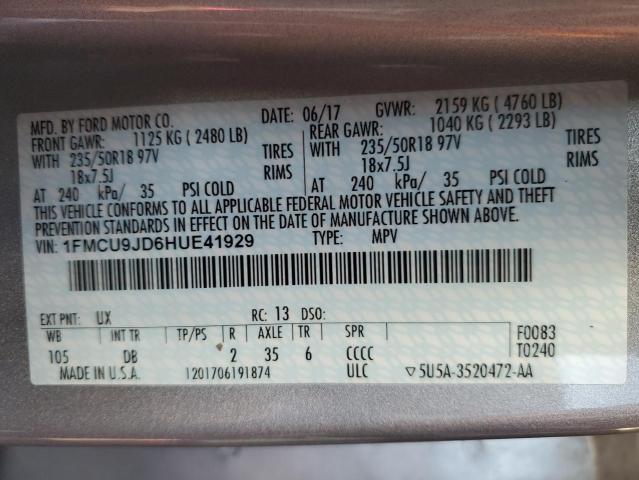 MFD. BY FORD MOTOR CO.
DATE: 06/17 GVWR: 2159 KG ( 4760 LB)
FRONT GAWR: 1125 KG ( 2480 LB)
REAR GAWR: 1040 KG ( 2293 LB)
WITH 235/50R18 97V TIRES
WITH 235/50R18 97V TIRES
18x7.5J RIMS
18x7.5J RIMS
AT 240 kPa/ 35 PSI COLD
AT 240 kPa/ 35 PSI COLD
THIS VEHICLE CONFORMS TO ALL APPLICABLE FEDERAL MOTOR VEHICLE SAFETY AND THEFT
PREVENTION STANDARDS IN EFFECT ON THE DATE OF MANUFACTURE SHOWN ABOVE.
VIN: 1FMCU9JD6HUE41929 TYPE: MPV
EXT PNT: UX RC: 13 DSO:
WB INT TR TP/PS R AXLE TR SPR F0083
105 DB 2 35 6 CCCC T0240
MADE IN U.S.A. 1201706191874 ULC ▽5U5A-3520472-AA